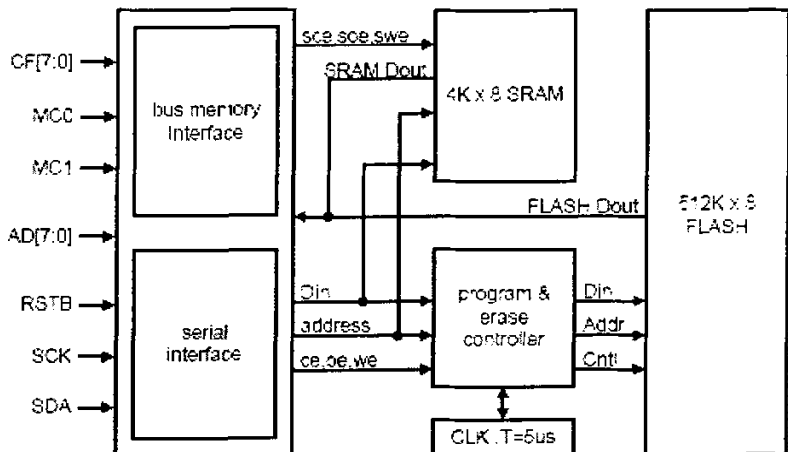 CF[7:0]
MC0
MC1
AD[7:0]
RSTB
SCK
SDA
bus memory
interface
serial
interface
sce,soe,swe
SRAM Dout
4K x 8 SRAM
FLASH Dout
512K x 8
FLASH
Din
address
ce,oe,we
program &
erase
controller
Din
Addr
Cntl
CLK ,T=5us